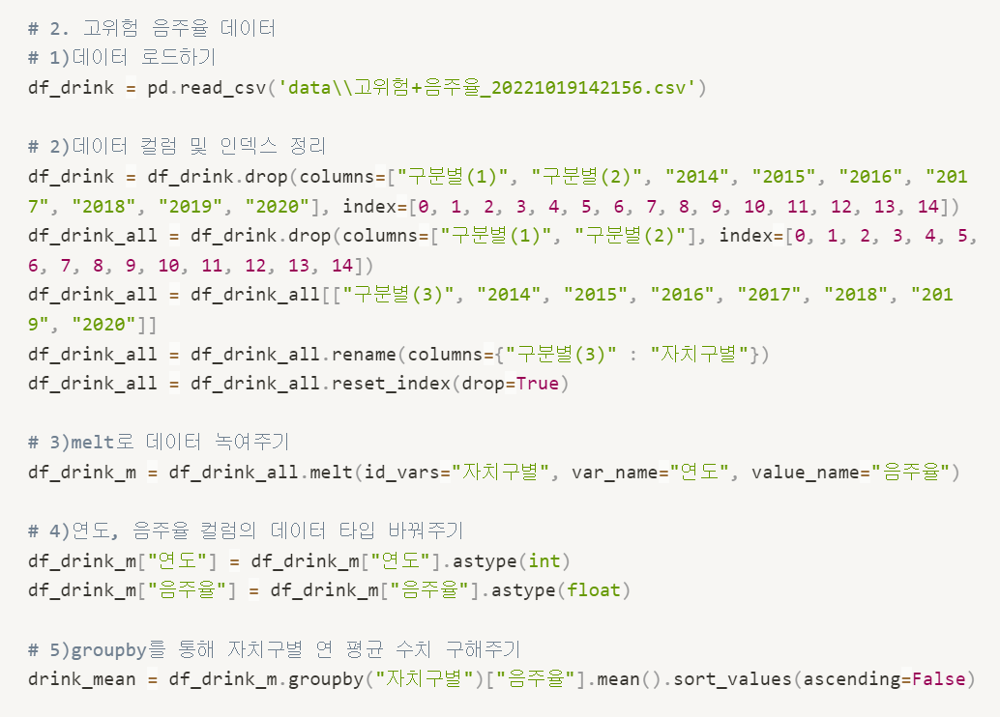 # 2. 고위험 음주율 데이터
# 1)데이터 로드하기
df_drink = pd.read_csv('data\\고위험+음주율_20221019142156.csv')
# 2)데이터 컬럼 및 인덱스 정리
df_drink = df_drink.drop(columns=["구분별(1)", "구분별(2)", "2014", "2015", "2016", "201
7", "2018", "2019", "2020"], index=[0, 1, 2, 3, 4, 5, 6, 7, 8, 9, 10, 11, 12, 13, 14])
df_drink_all = df_drink.drop(columns=["구분별(1)", "구분별(2)"], index=[0, 1, 2, 3, 4, 5,
6, 7, 8, 9, 10, 11, 12, 13, 14])
df_drink_all = df_drink_all[["구분별(3)", "2014", "2015", "2016", "2017", "2018", "201
9", "2020"]]
df_drink_all = df_drink_all.rename(columns={"구분별(3)" : "자치구별"})
df_drink_all = df_drink_all.reset_index(drop=True)
# 3)melt로 데이터 녹여주기
df_drink_m = df_drink_all.melt(id_vars="자치구별", var_name="연도", value_name="음주율")
# 4)연도, 음주율 컬럼의 데이터 타입 바꿔주기
df_drink_m["연도"] = df_drink_m["연도"].astype(int)
df_drink_m["음주율"] = df_drink_m["음주율"].astype(float)
# 5)groupby를 통해 자치구별 연 평균 수치 구해주기
drink_mean = df_drink_m.groupby("자치구별")["음주율"].mean().sort_values(ascending=False)